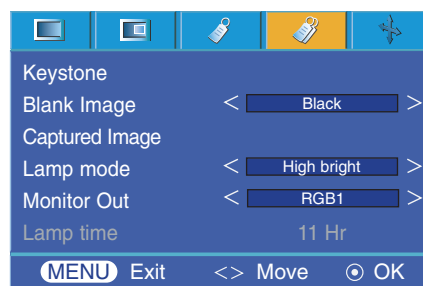 Keystone
Blank Image < Black >
Captured Image
Lamp mode < High bright >
Monitor Out < RGB1 >
Lamp time 11 Hr
MENU Exit <> Move ⦿ OK